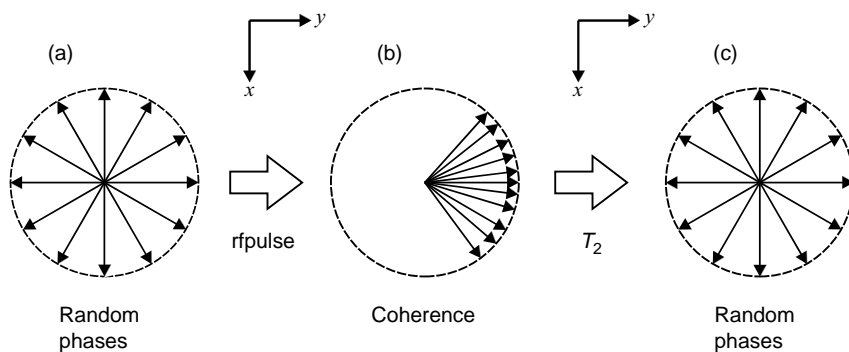 (a)
y
x
(b)
y
x
(c)
rfpulse
T2
Random
phases
Coherence
Random
phases